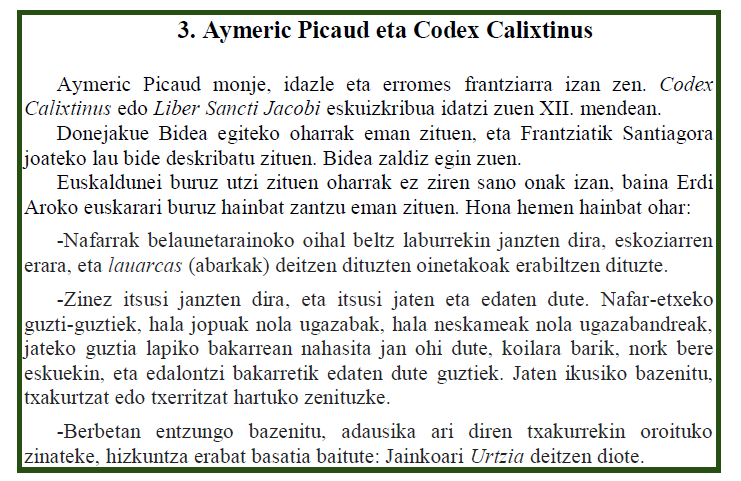 3. Aymeric Picaud eta Codex Calixtinus
Aymeric Picaud monje, idazle eta erromes frantziarra izan zen. Codex
Calixtinus edo Liber Sancti Jacobi eskuizkribua idatzi zuen XII. mendean.
Donejakue Bidea egiteko oharrak eman zituen, eta Frantziatik Santiagora
joateko lau bide deskribatu zituen. Bidea zaldiz egin zuen.
Euskaldunei buruz utzi zituen oharrak ez ziren sano onak izan, baina Erdi
Aroko euskarari buruz hainbat zantzu eman zituen. Hona hemen hainbat ohar:
-Nafarrak belaunetarainoko oihal beltz laburrekin janzten dira, eskoziarren
erara, eta lauarcas (abarkak) deitzen dituzten oinetakoak erabiltzen dituzte.
-Zinez itsusi janzten dira, eta itsusi jaten eta edaten dute. Nafar-etxeko
guzti-guztiek, hala jopuak nola ugazabak, hala neskameak nola ugazabandreak,
jateko guztia lapiko bakarrean nahasita jan ohi dute, koilara barik, nork bere
eskuekin, eta edalontzi bakarretik edaten dute guztiek. Jaten ikusiko bazenitu,
txakurtzat edo txerritzat hartuko zenituzke.
-Berbetan entzungo bazenitu, adausika ari diren txakurrekin oroituko
zinateke, hizkuntza erabat basatia baitute: Jainkoari Urtzia deitzen diote.